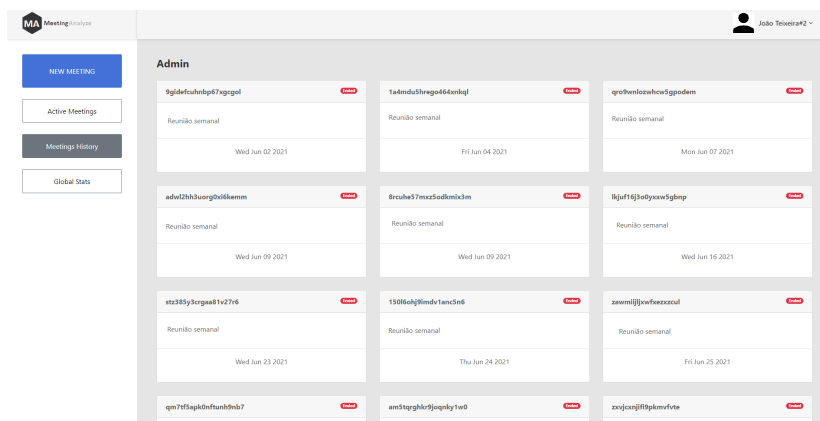 MA MeetingAnalyze
João Teixeira#2
NEW MEETING
Active Meetings
Meetings History
Global Stats
Admin
9gidefcuhnbp67xgcgol Ended
Reunião semanal
Wed Jun 02 2021
1a4mdu5hrego464xnkql Ended
Reunião semanal
Fri Jun 04 2021
qro9wnlozwhcw5gpodem Ended
Reunião semanal
Mon Jun 07 2021
adwl2hh3uorg0xi6kemm Ended
Reunião semanal
Wed Jun 09 2021
8rcuhe57mxz5odkmix3m Ended
Reunião semanal
Wed Jun 09 2021
lkjuf16j3o0yxxw5gbnp Ended
Reunião semanal
Wed Jun 16 2021
stz385y3crgaa81v27r6 Ended
Reunião semanal
Wed Jun 23 2021
150l6ohj9imdv1anc5n6 Ended
Reunião semanal
Thu Jun 24 2021
zawmiijljxwfxezxzcul Ended
Reunião semanal
Fri Jun 25 2021
qm7tf5apk0nftunh9nb7 Ended
am5tqrghkr9joqnky1w0 Ended
zxvjcxnjifi9pkmvfvte Ended